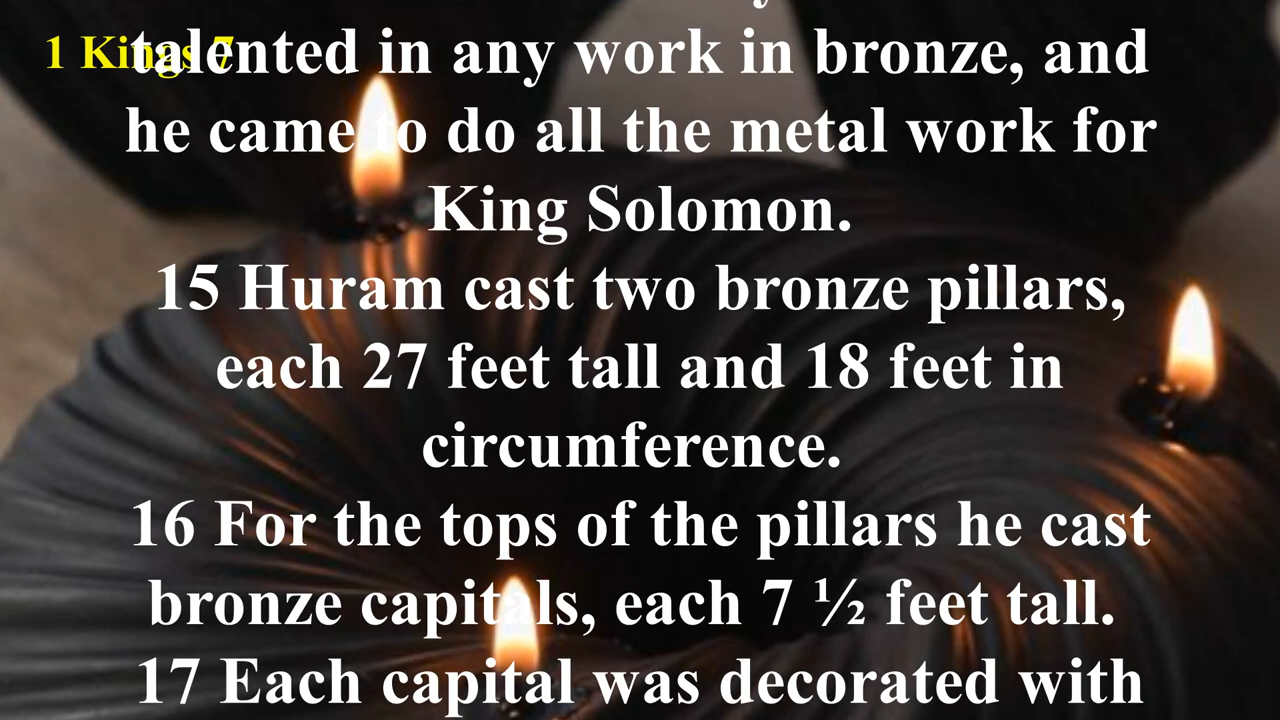 1 Kings 7
talented in any work in bronze, and
he came to do all the metal work for
King Solomon.
15 Huram cast two bronze pillars,
each 27 feet tall and 18 feet in
circumference.
16 For the tops of the pillars he cast
bronze capitals, each 7 ½ feet tall.
17 Each capital was decorated with